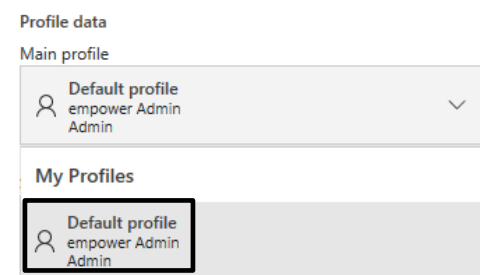 Profile data
Main profile
Default profile
empower Admin
Admin
My Profiles
Default profile
empower Admin
Admin